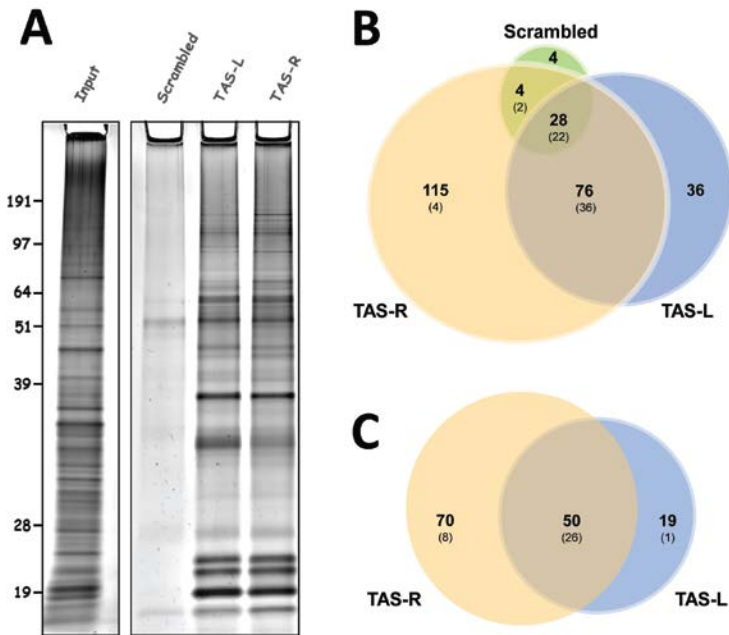 A
Input
Scrambled
TAS-L
TAS-R
191
97
64
51
39
28
19
B
Scrambled
4
4
(2)
28
(22)
115
(4)
76
(36)
36
TAS-R
TAS-L
C
70
(8)
50
(26)
19
(1)
TAS-R
TAS-L